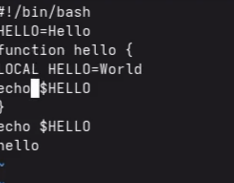 #!/bin/bash
HELLO=Hello
function hello {
LOCAL HELLO=World
echo $HELLO
}
echo $HELLO
hello
~